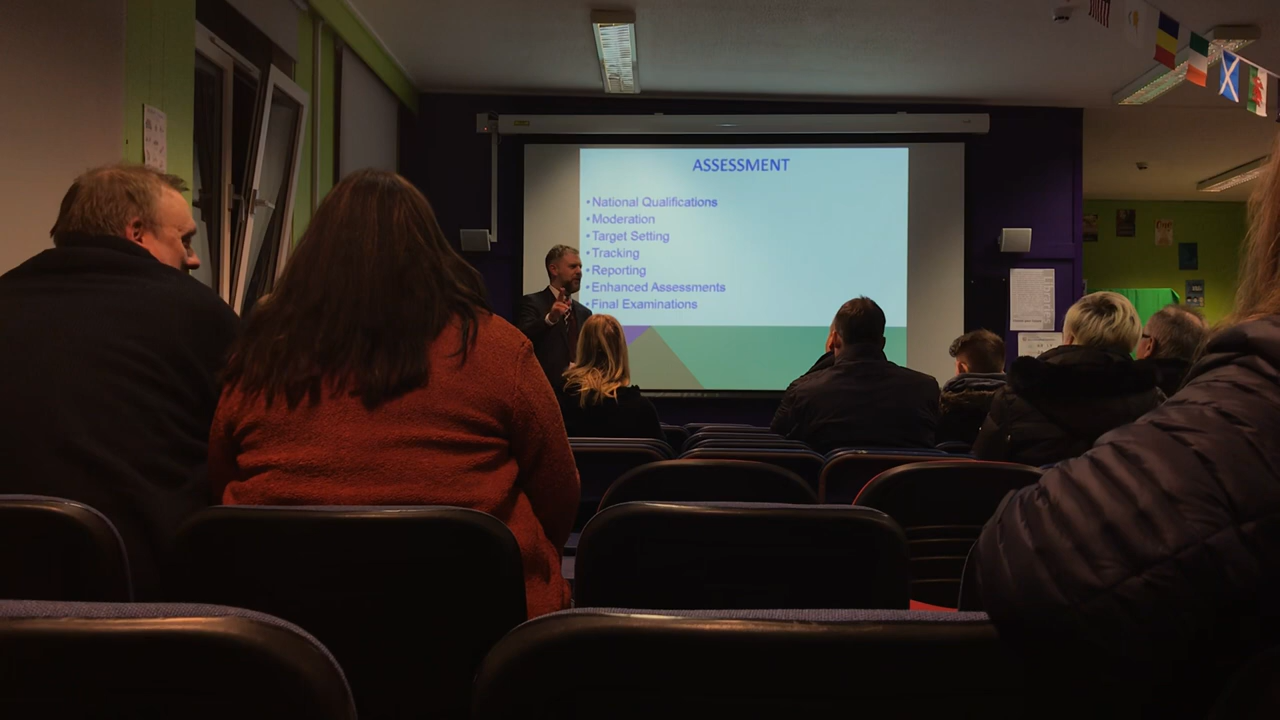 ASSESSMENT
•National Qualifications
•Moderation
•Target Setting
•Tracking
•Reporting
•Enhanced Assessments
•Final Examinations